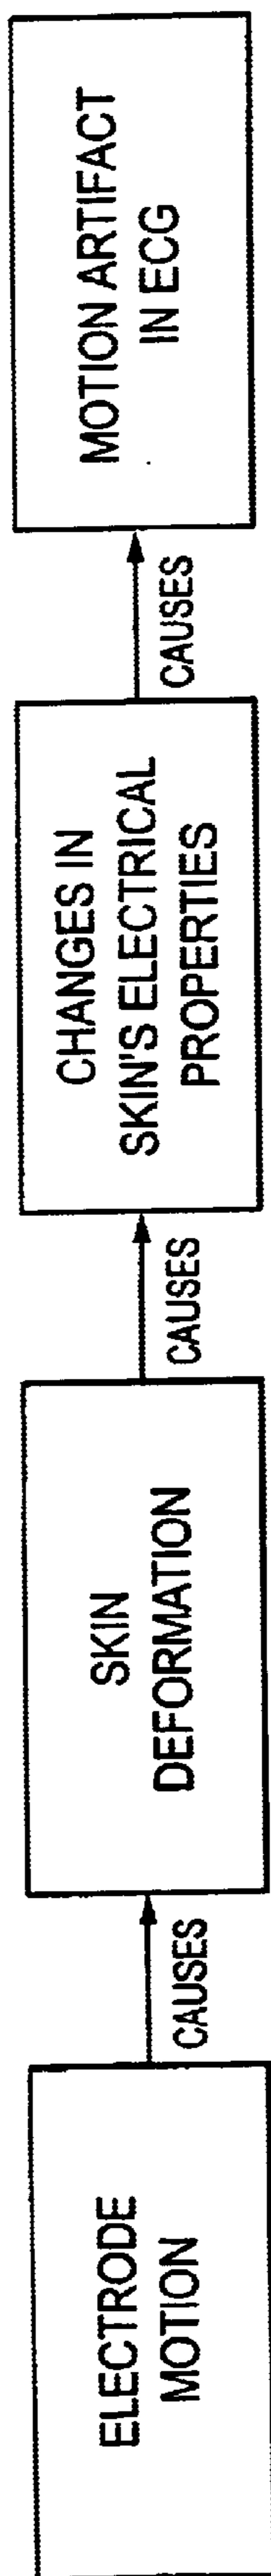 ELECTRODE
MOTION
CAUSES
SKIN
DEFORMATION
CAUSES
CHANGES IN
SKIN'S ELECTRICAL
PROPERTIES
CAUSES
MOTION ARTIFACT
IN ECG